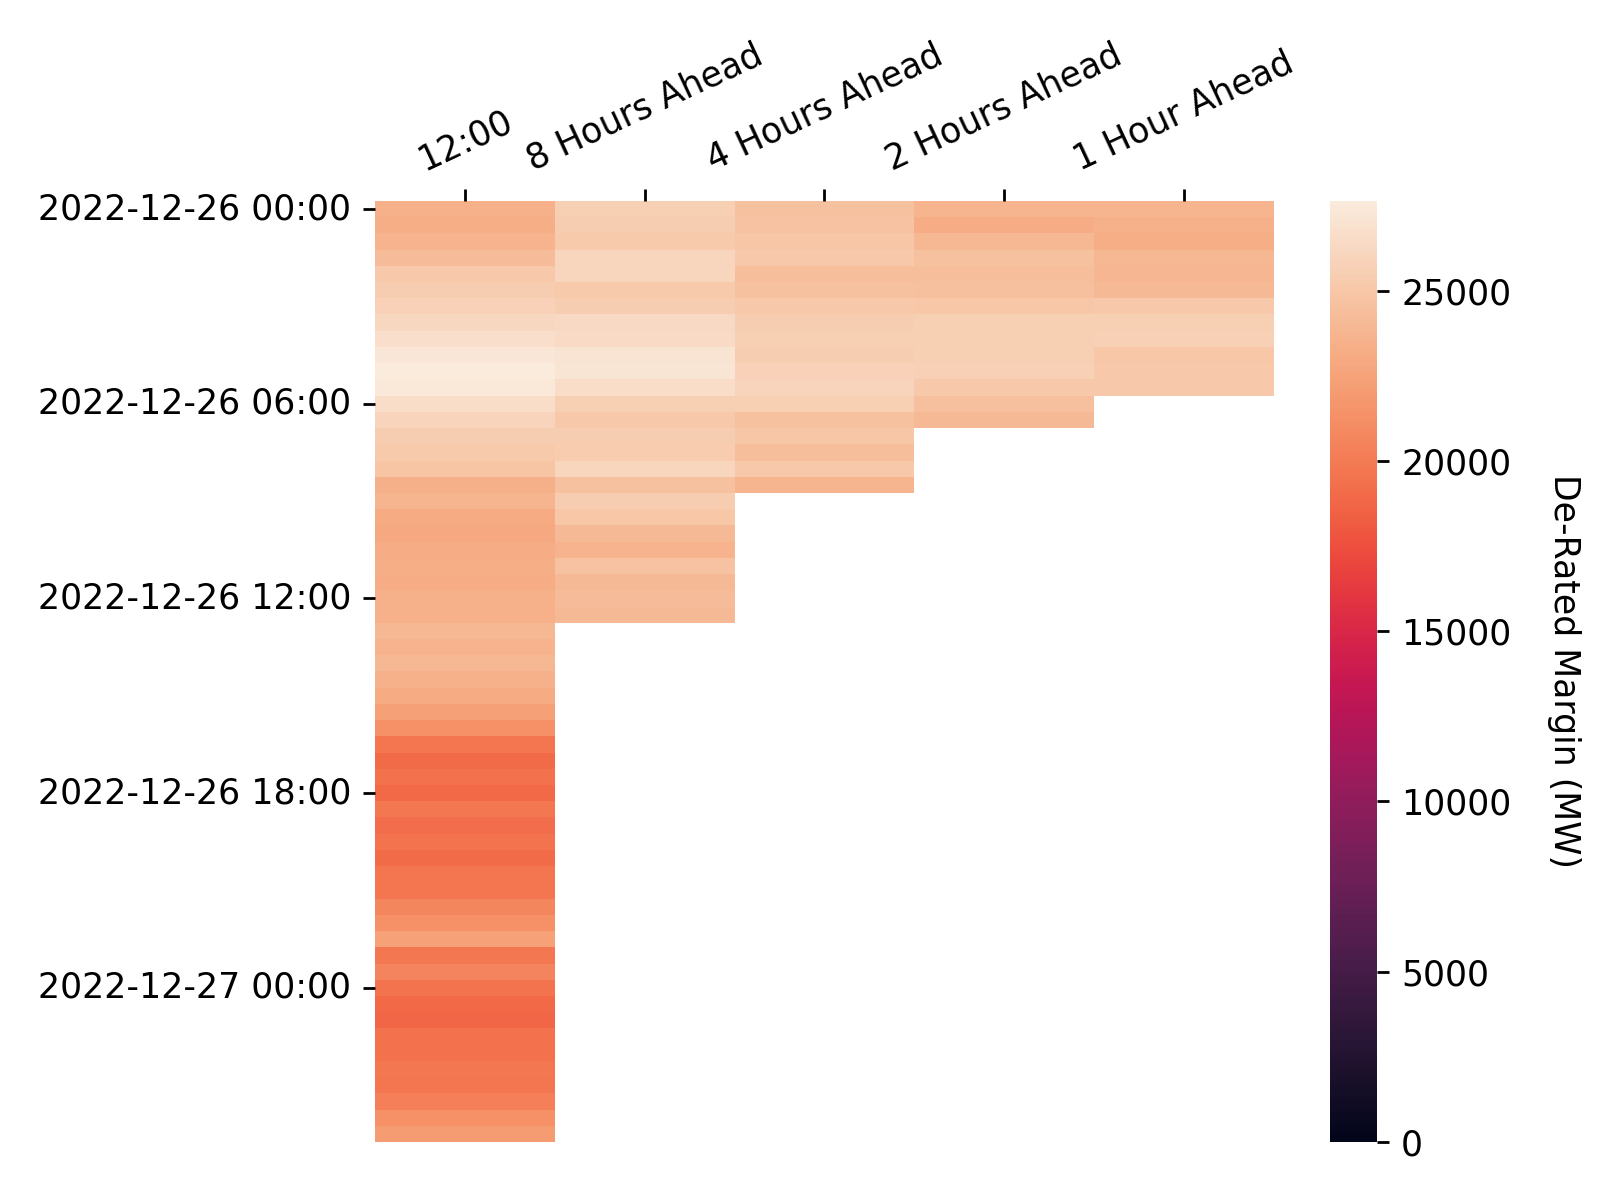 12:00
8 Hours Ahead
4 Hours Ahead
2 Hours Ahead
1 Hour Ahead
2022-12-26 00:00
2022-12-26 06:00
2022-12-26 12:00
2022-12-26 18:00
2022-12-27 00:00
25000
20000
15000
10000
5000
0
De-Rated Margin (MW)